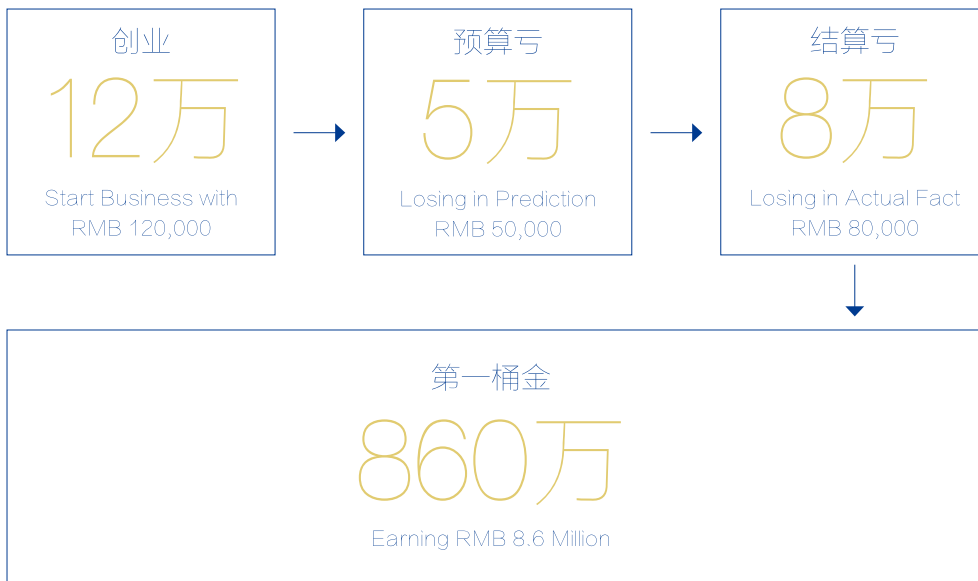 创业
12万
Start Business with
RMB 120,000
预算亏
5万
Losing in Prediction
RMB 50,000
结算亏
8万
Losing in Actual Fact
RMB 80,000
第一桶金
860万
Earning RMB 8.6 Million